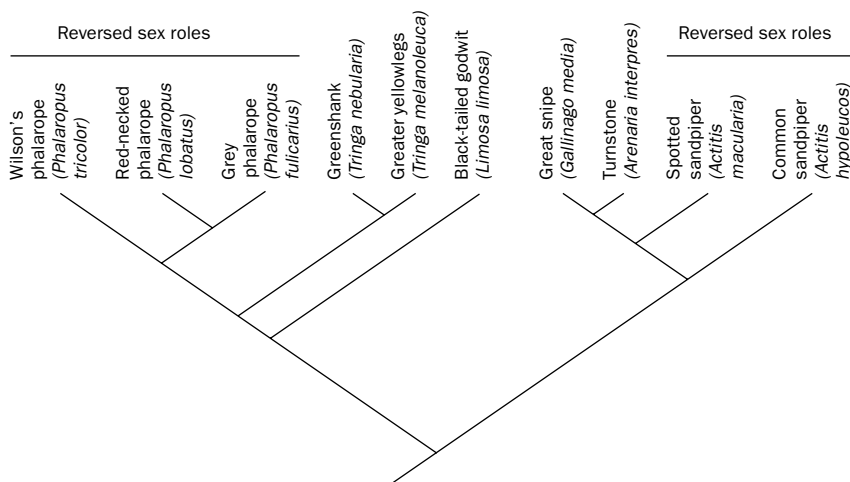 Reversed sex roles
Reversed sex roles
Wilson's
phalarope
(Phalaropus
tricolor)
Red-necked
phalarope
(Phalaropus
lobatus)
Grey
phalarope
(Phalaropus
fulicarius)
Greenshank
(Tringa nebularia)
Greater yellowlegs
(Tringa melanoleuca)
Black-tailed godwit
(Limosa limosa)
Great snipe
(Gallinago media)
Turnstone
(Arenaria interpres)
Spotted
sandpiper
(Actitis
macularia)
Common
sandpiper
(Actitis
hypoleucos)